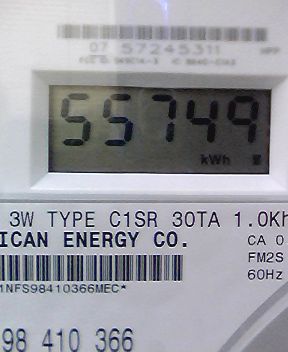 07 57245311
55749
kWh
3W TYPE C1SR 30TA 1.0Kh
ICAN ENERGY CO.
CA 0
FM2S
60Hz
1NFS98410366MEC*
98 410 366